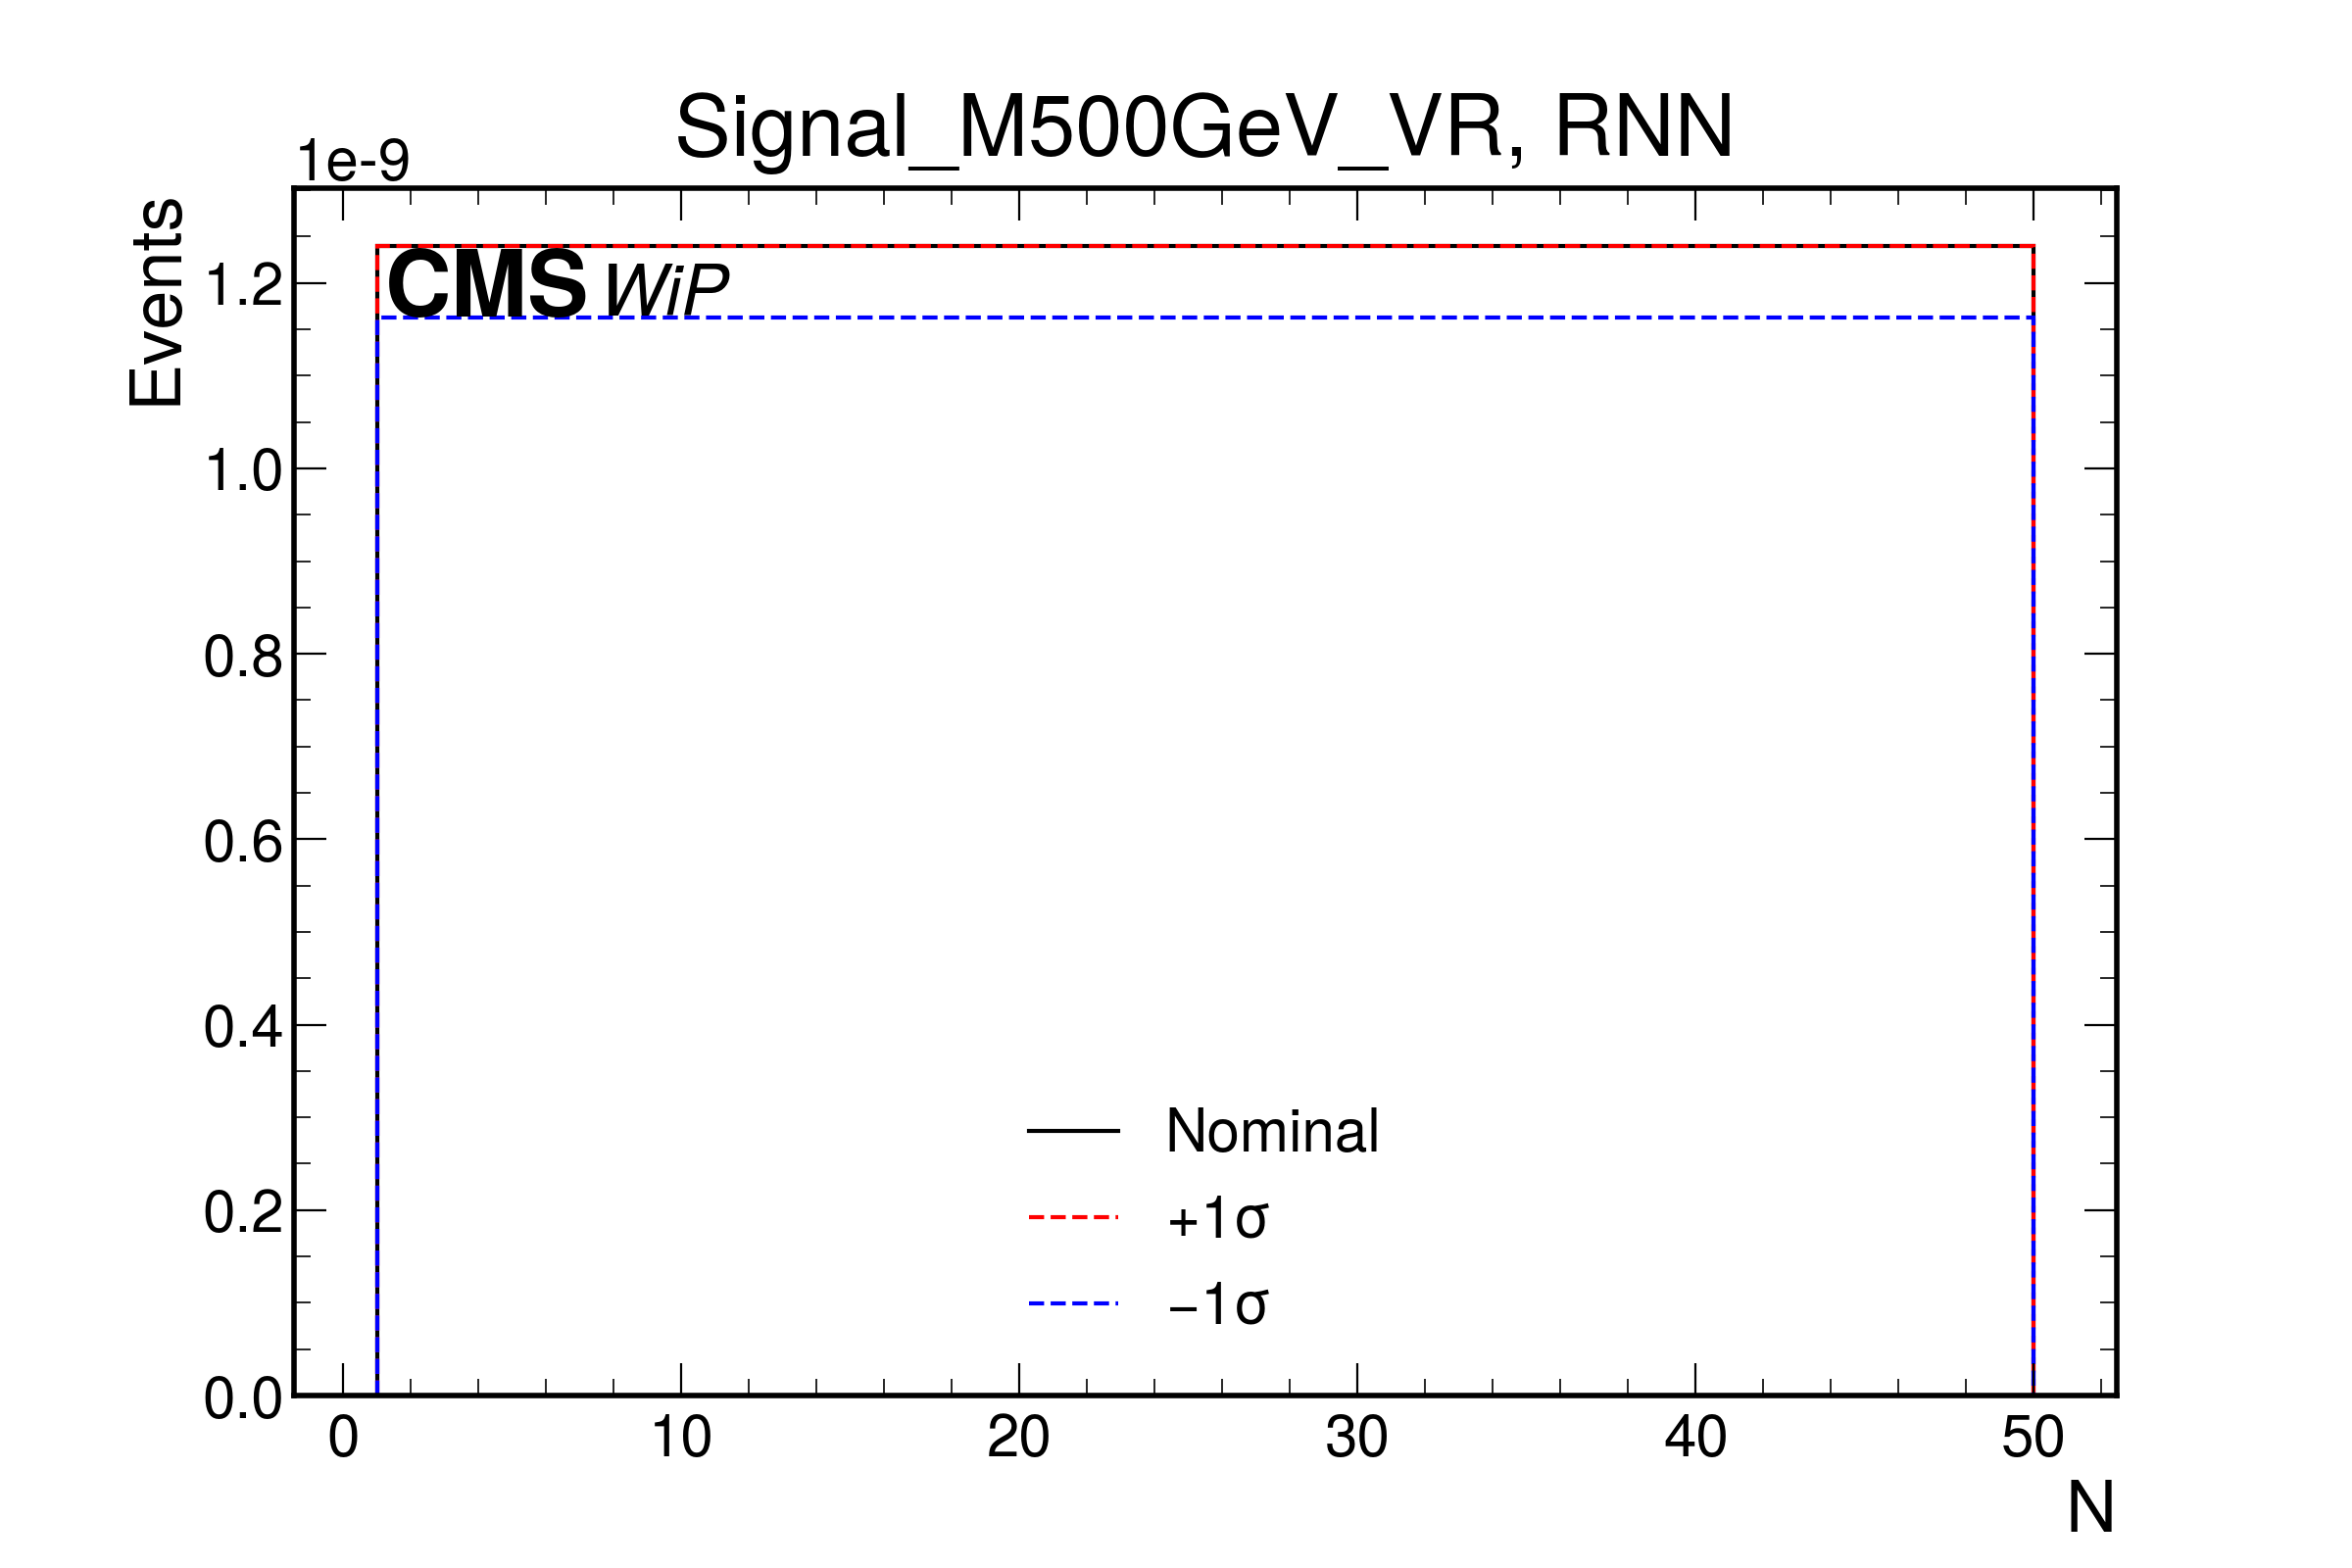 Signal_M500GeV_VR, RNN
1e-9
Events
CMS WiP
1.2
1.0
0.8
0.6
0.4
0.2
0.0
Nominal
+1σ
−1σ
0 10 20 30 40 50
N